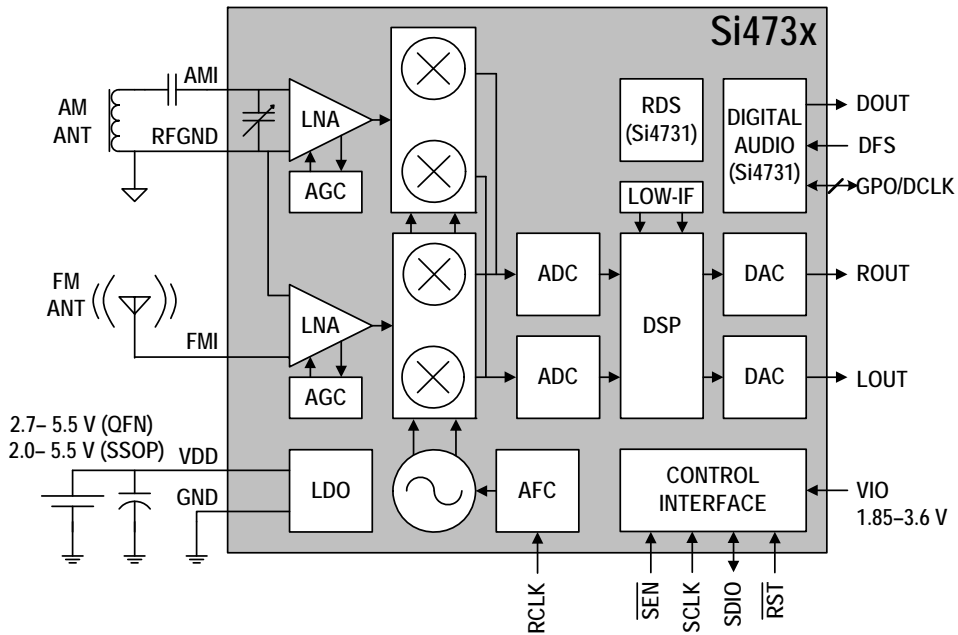 Si473x
AMI
AM
ANT
RFGND
LNA
AGC
RDS
(Si4731)
DIGITAL
AUDIO
(Si4731)
DOUT
DFS
GPO/DCLK
LOW-IF
FM
ANT
FMI
LNA
AGC
ADC
ADC
DSP
DAC
DAC
ROUT
LOUT
2.7– 5.5 V (QFN)
2.0– 5.5 V (SSOP)
VDD
GND
LDO
AFC
CONTROL
INTERFACE
VIO
1.85–3.6 V
RCLK
SEN
SCLK
SDIO
RST